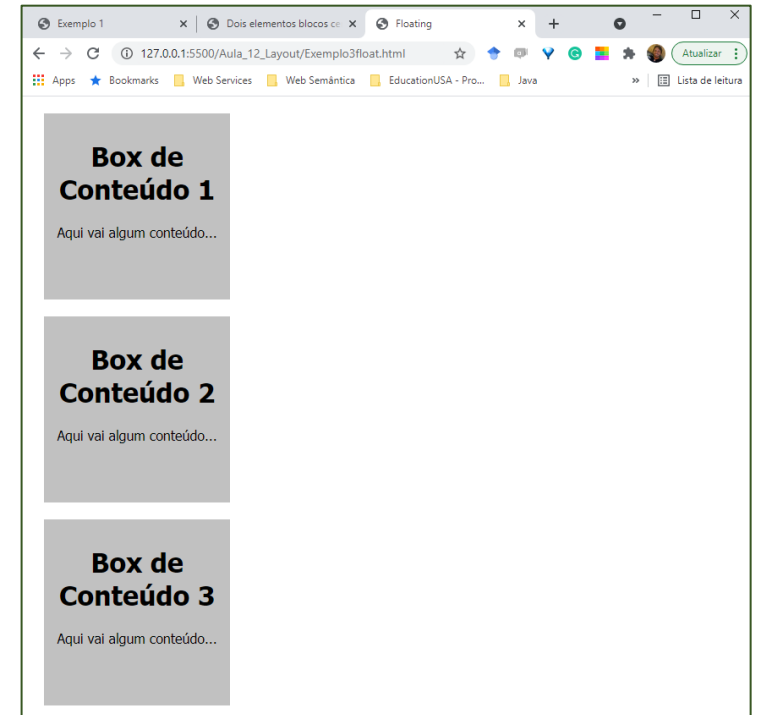 Exemplo 1
Dois elementos blocos ce
Floating
127.0.0.1:5500/Aula_12_Layout/Exemplo3float.html
Atualizar
Apps
Bookmarks
Web Services
Web Semântica
EducationUSA - Pro...
Java
»
Lista de leitura
Box de
Conteúdo 1
Aqui vai algum conteúdo...
Box de
Conteúdo 2
Aqui vai algum conteúdo...
Box de
Conteúdo 3
Aqui vai algum conteúdo...